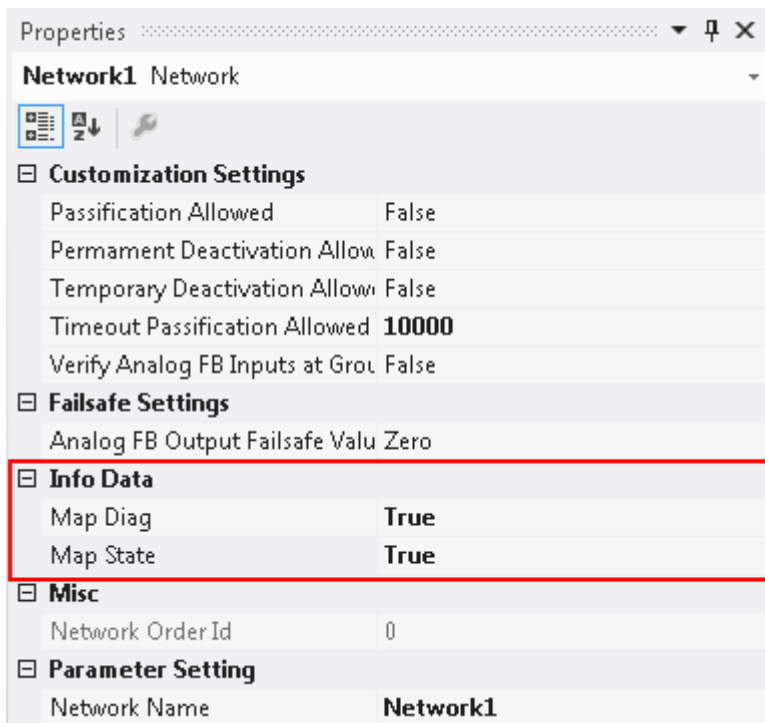 Properties
Network1 Network
Customization Settings
Passification Allowed False
Permament Deactivation Allow False
Temporary Deactivation Allow False
Timeout Passification Allowed 10000
Verify Analog FB Inputs at Grou False
Failsafe Settings
Analog FB Output Failsafe Valu Zero
Info Data
Map Diag True
Map State True
Misc
Network Order Id 0
Parameter Setting
Network Name Network1